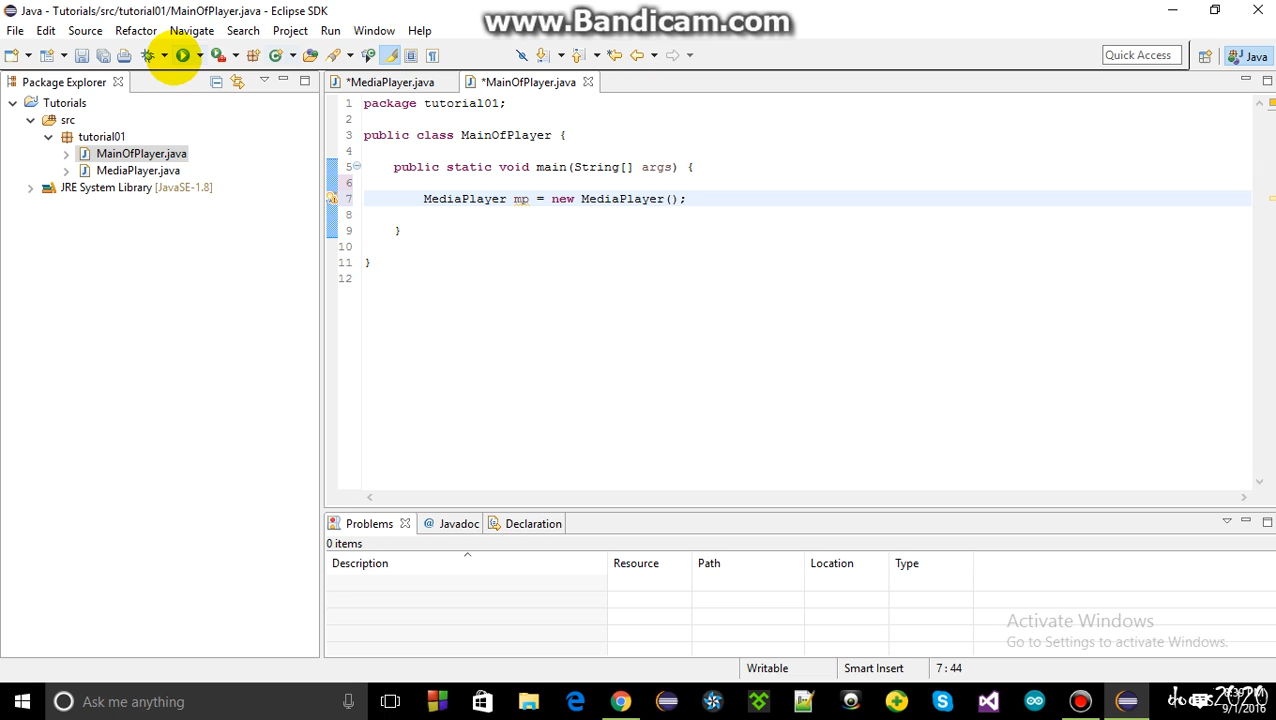 Java - Tutorials/src/tutorial01/MainOfPlayer.java - Eclipse SDK
www.Bandicam.com
File Edit Source Refactor Navigate Search Project Run Window Help
Quick Access
Java
Package Explorer
*MediaPlayer.java
*MainOfPlayer.java
Tutorials
src
tutorial01
MainOfPlayer.java
MediaPlayer.java
JRE System Library [JavaSE-1.8]
1 package tutorial01;
2
3 public class MainOfPlayer {
4
5 public static void main(String[] args) {
6
7 MediaPlayer mp = new MediaPlayer();
8
9 }
10
11 }
12
Problems
@ Javadoc
Declaration
0 items
Description Resource Path Location Type
Activate Windows
Go to Settings to activate Windows.
Writable Smart Insert 7 : 44
Ask me anything
9/1/2016